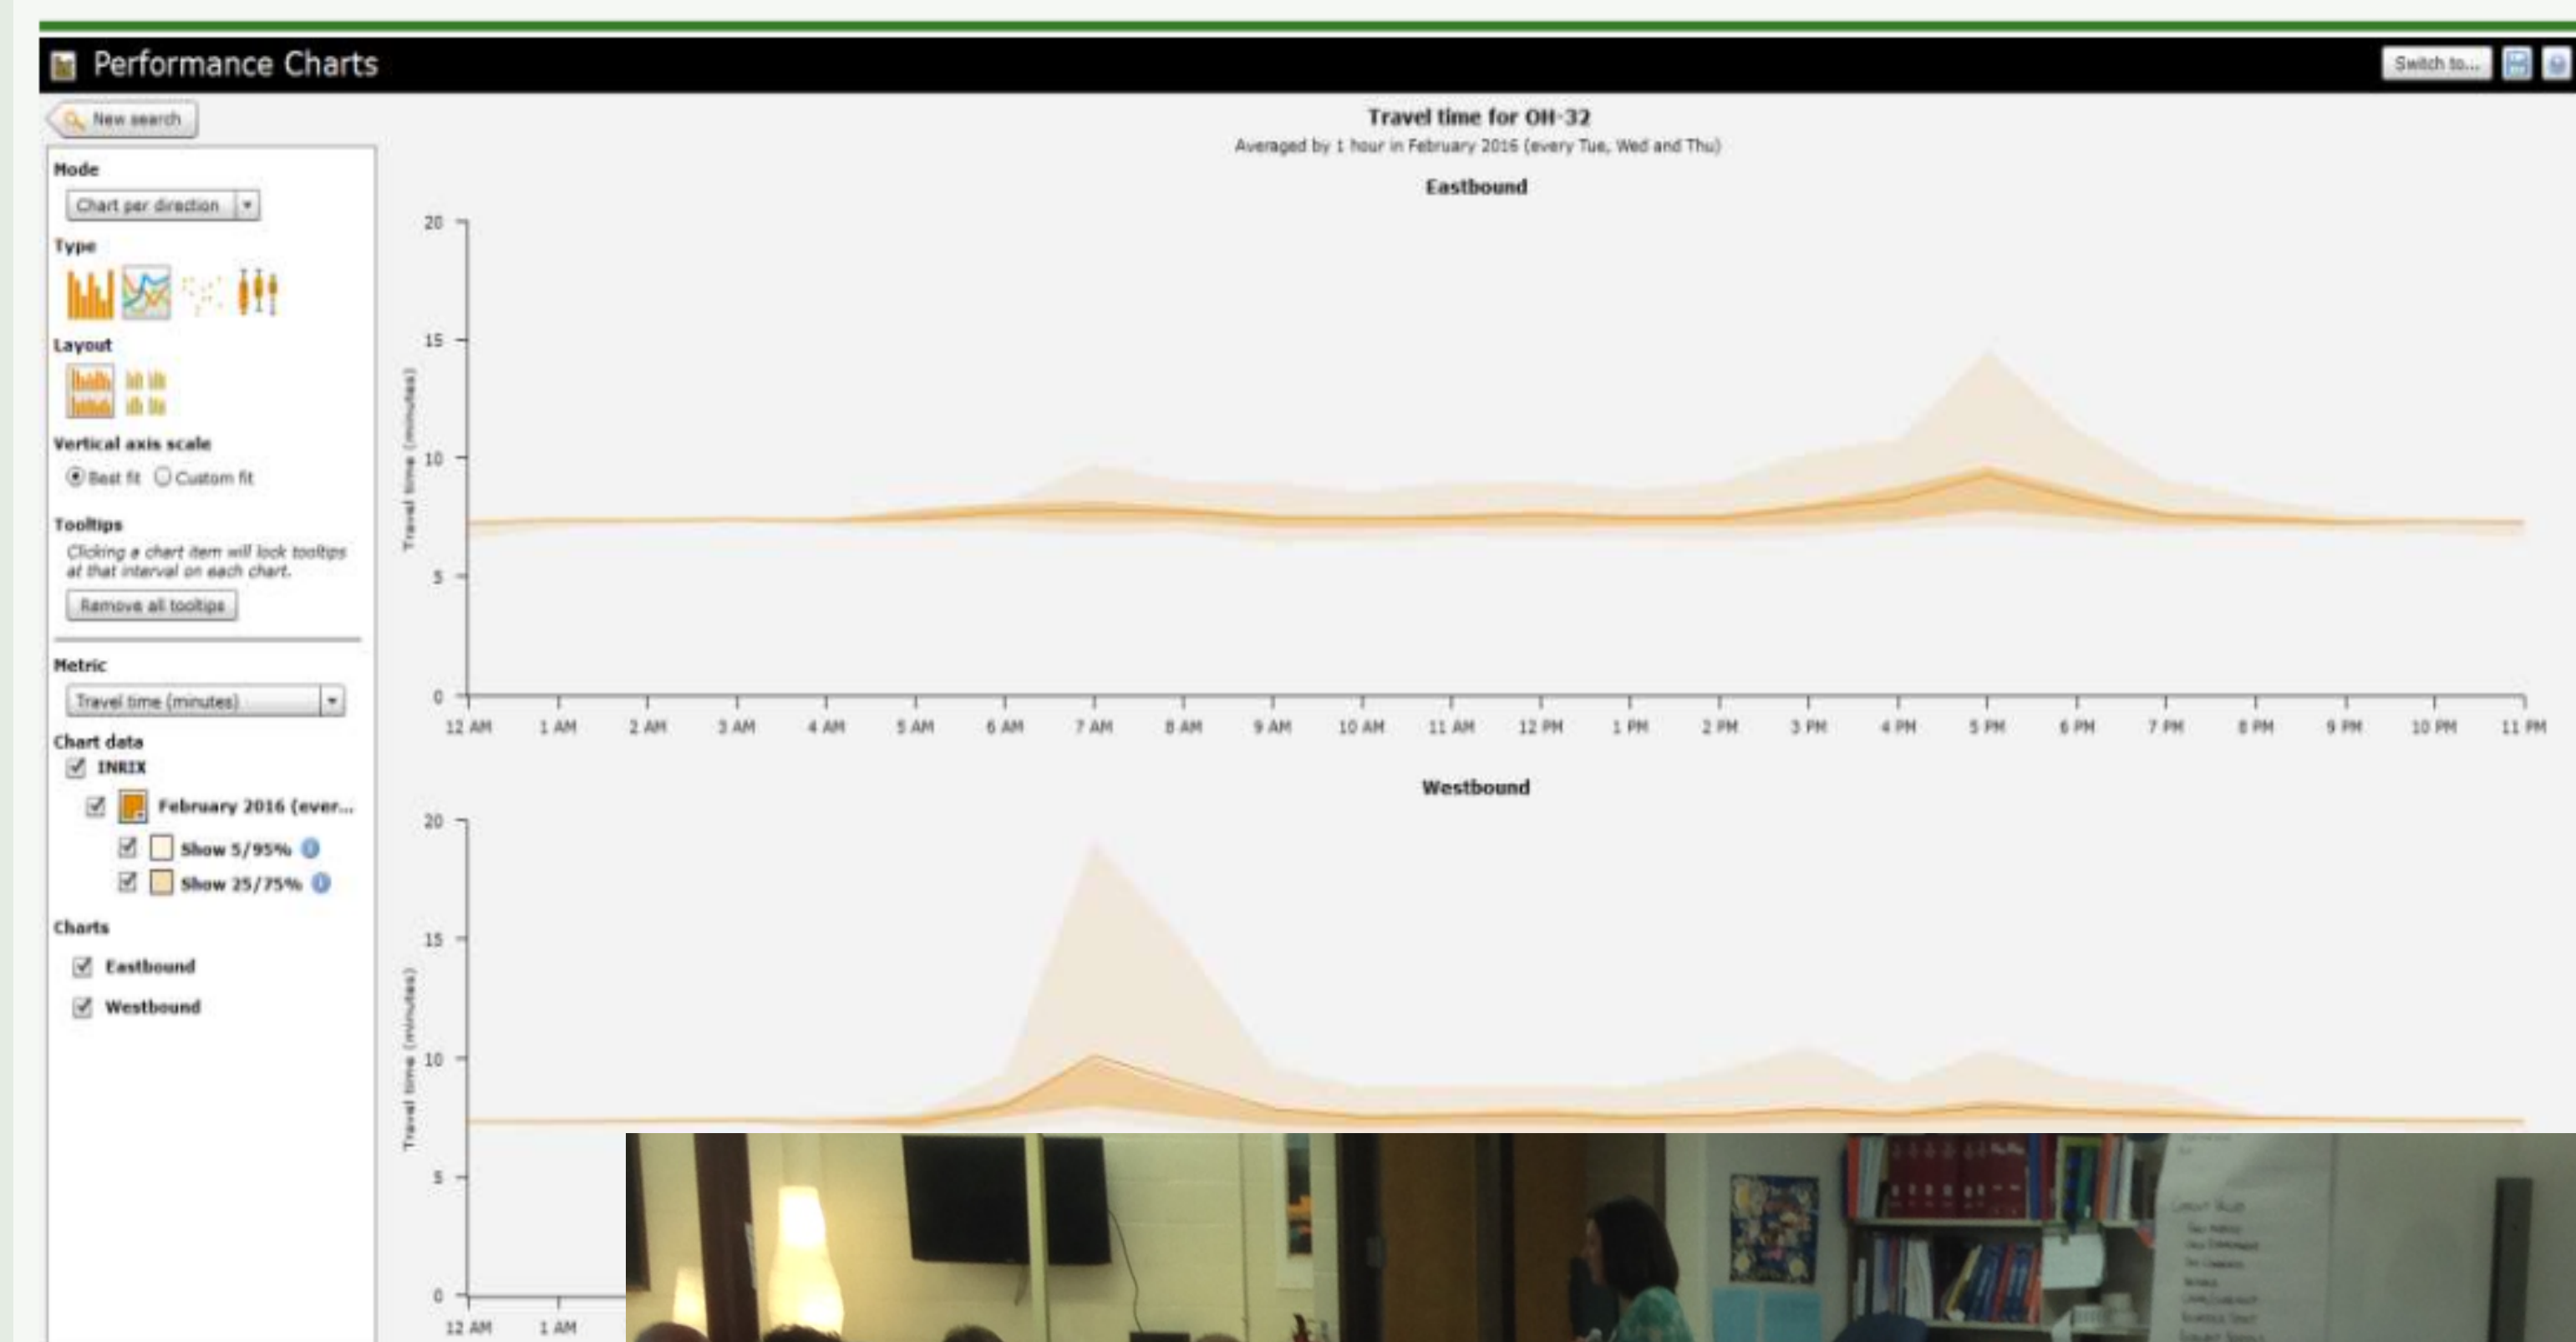 Performance Charts
Switch to...
New search
Mode
Chart per direction
Type
Layout
Vertical axis scale
Best fit Custom fit
Tooltips
Clicking a chart item will lock tooltips
at that interval on each chart.
Remove all tooltips
Metric
Travel time (minutes)
Chart data
INRIX
February 2016 (ever...
Show 5/95%
Show 25/75%
Charts
Eastbound
Westbound
Travel time for OH-32
Averaged by 1 hour in February 2016 (every Tue, Wed and Thu)
Eastbound
Travel time (minutes)
20
15
10
5
0
12 AM 1 AM 2 AM 3 AM 4 AM 5 AM 6 AM 7 AM 8 AM 9 AM 10 AM 11 AM 12 PM 1 PM 2 PM 3 PM 4 PM 5 PM 6 PM 7 PM 8 PM 9 PM 10 PM 11 PM
Westbound
Travel time (minutes)
20
15
10
5
0
12 AM 1 AM